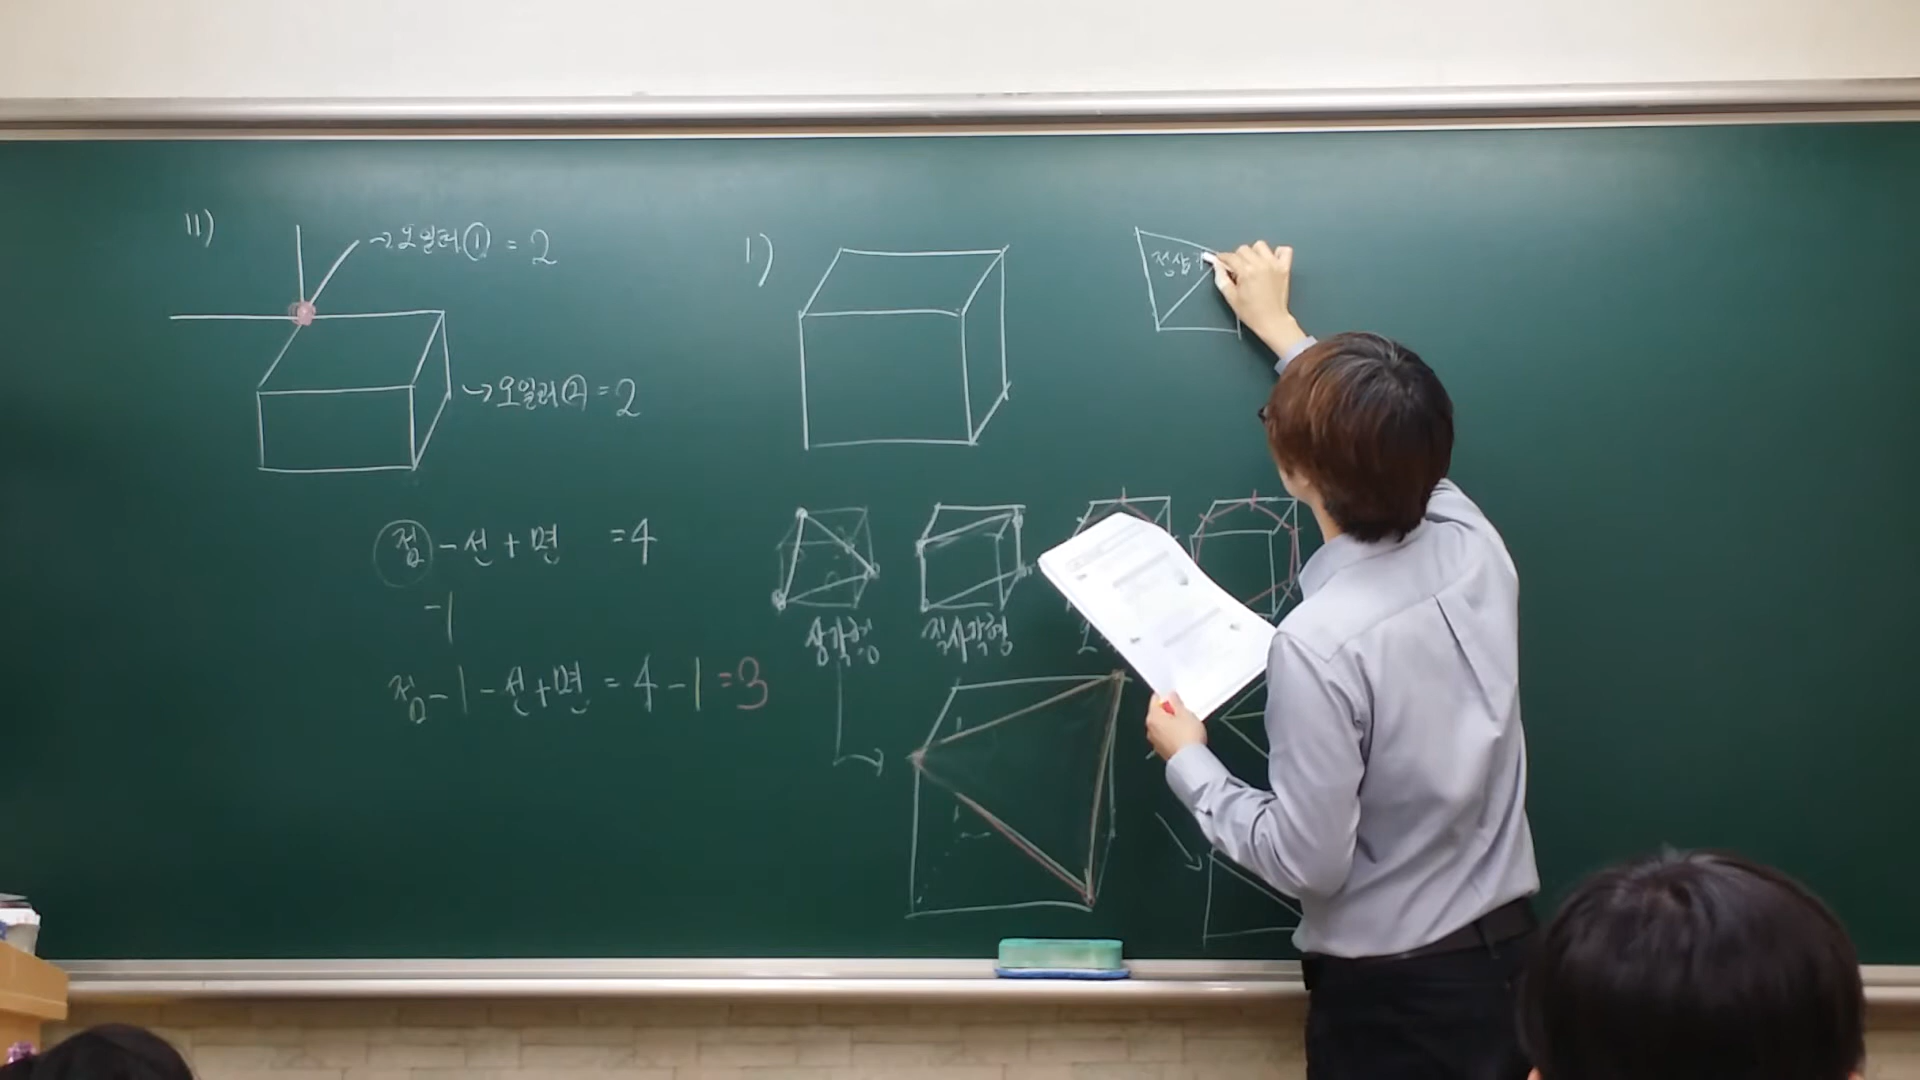 11)
→오일러① = 2
→오일러② = 2
점 - 선 + 면 = 4
-1
점 - 1 - 선 + 면 = 4 - 1 = 3
1)
정삼각
삼각형
직사각형